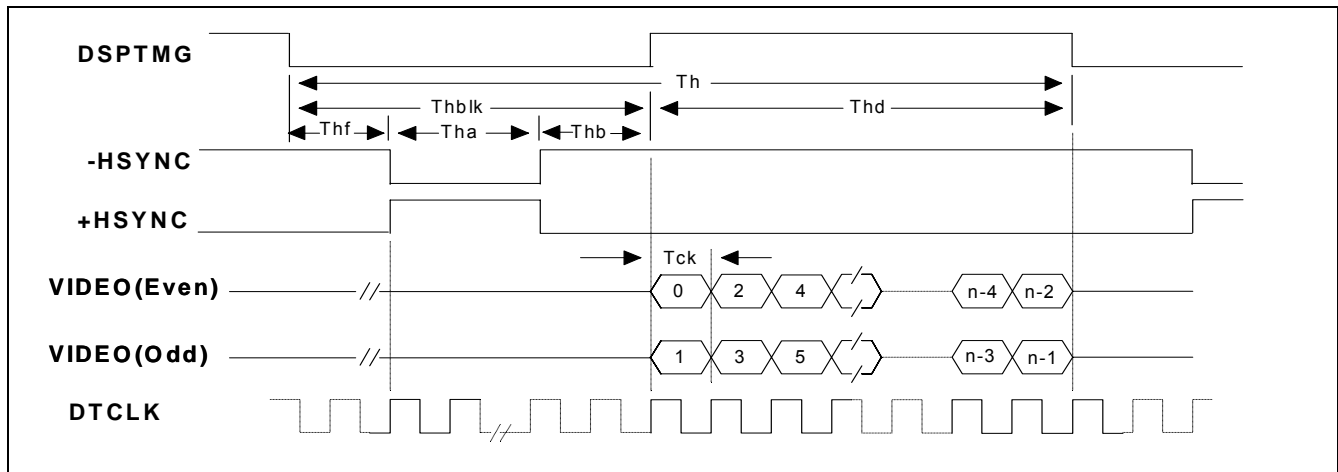 DSPTMG
Th
Thblk Thd
Thf Tha Thb
-HSYNC
+HSYNC
Tck
VIDEO(Even) 0 2 4 n-4 n-2
VIDEO(Odd) 1 3 5 n-3 n-1
DTCLK